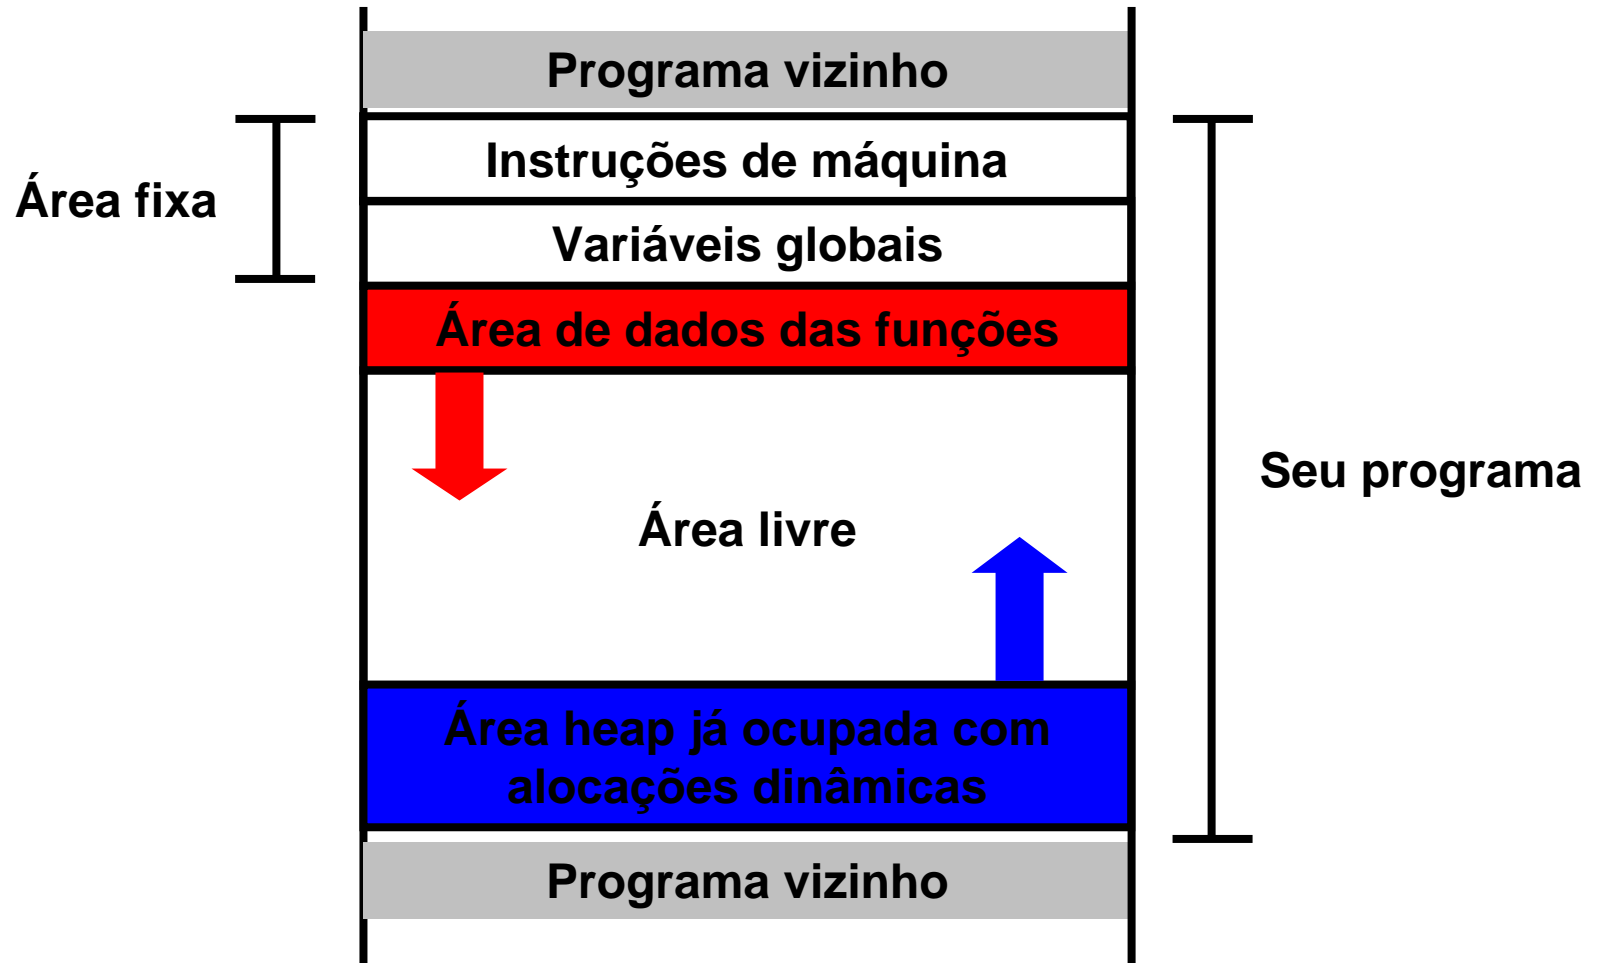 Programa vizinho
Instruções de máquina
Área fixa
Variáveis globais
Área de dados das funções
Seu programa
Área livre
Área heap já ocupada com
alocações dinâmicas
Programa vizinho